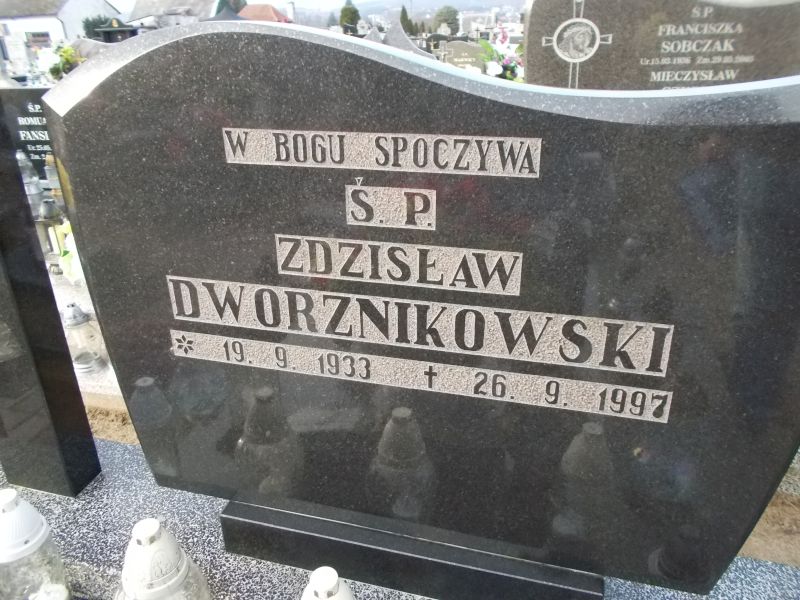 W BOGU SPOCZYWA
Ś. P.
ZDZISŁAW
DWORZNIKOWSKI
* 19. 9. 1933 † 26. 9. 1997
Ś.P.
FRANCISZKA
SOBCZAK
MIECZYSŁAW
Ś.P.